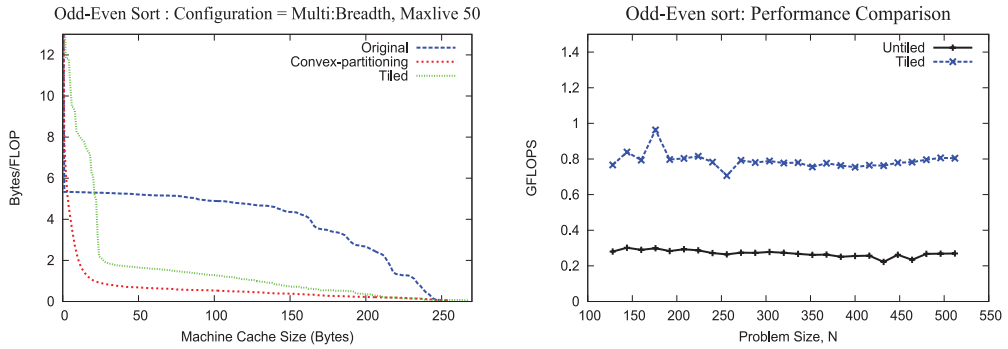 Odd-Even Sort : Configuration = Multi:Breadth, Maxlive 50
Original
Convex-partitioning
Tiled
Bytes/FLOP
12
10
8
6
4
2
0
0 50 100 150 200 250
Machine Cache Size (Bytes)
Odd-Even sort: Performance Comparison
Untiled
Tiled
GFLOPS
1.4
1.2
1
0.8
0.6
0.4
0.2
0
100 150 200 250 300 350 400 450 500 550
Problem Size, N